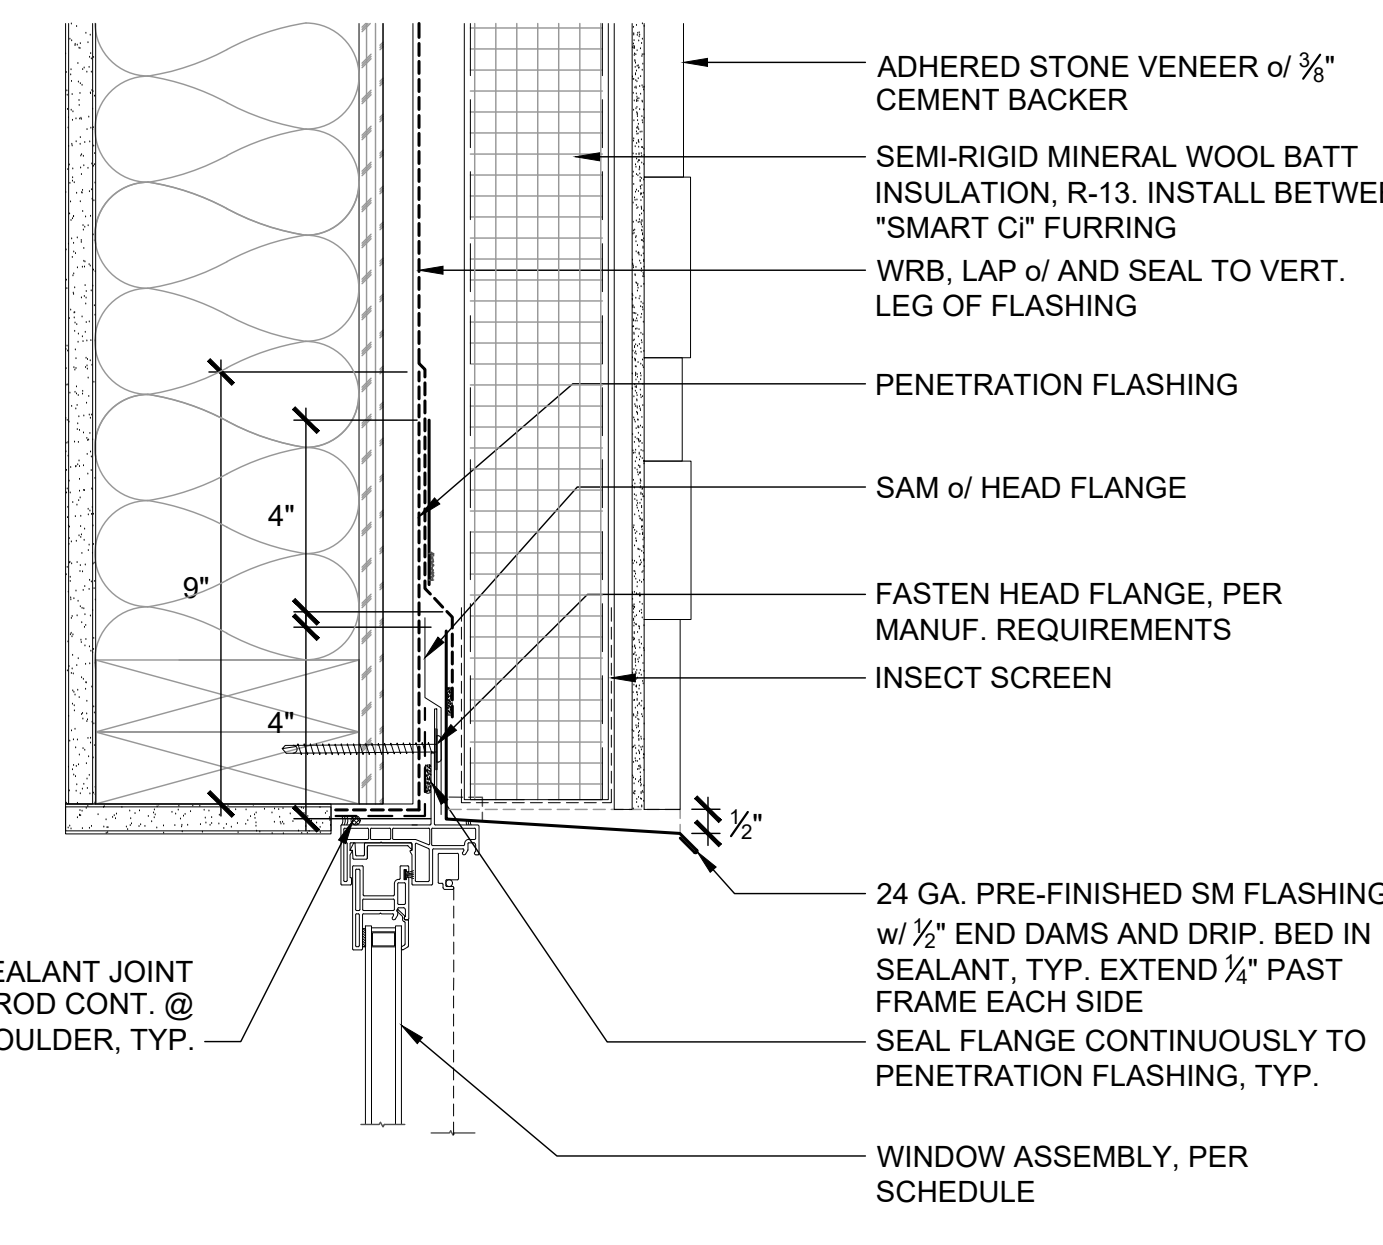 ADHERED STONE VENEER o/ ⅜"
CEMENT BACKER
SEMI-RIGID MINERAL WOOL BATT
INSULATION, R-13. INSTALL
"SMART Ci" FURRING
WRB, LAP o/ AND SEAL TO VERT.
LEG OF FLASHING
PENETRATION FLASHING
SAM o/ HEAD FLANGE
FASTEN HEAD FLANGE, PER
MANUF. REQUIREMENTS
INSECT SCREEN
4"
9"
4"
½"
24 GA. PRE-FINISHED SM FLASHING
w/ ½" END DAMS AND DRIP. BED IN
SEALANT, TYP. EXTEND ¼" PAST
FRAME EACH SIDE
SEAL FLANGE CONTINUOUSLY TO
PENETRATION FLASHING, TYP.
WINDOW ASSEMBLY, PER
SCHEDULE
JOINT
ROD CONT. @
TYP.